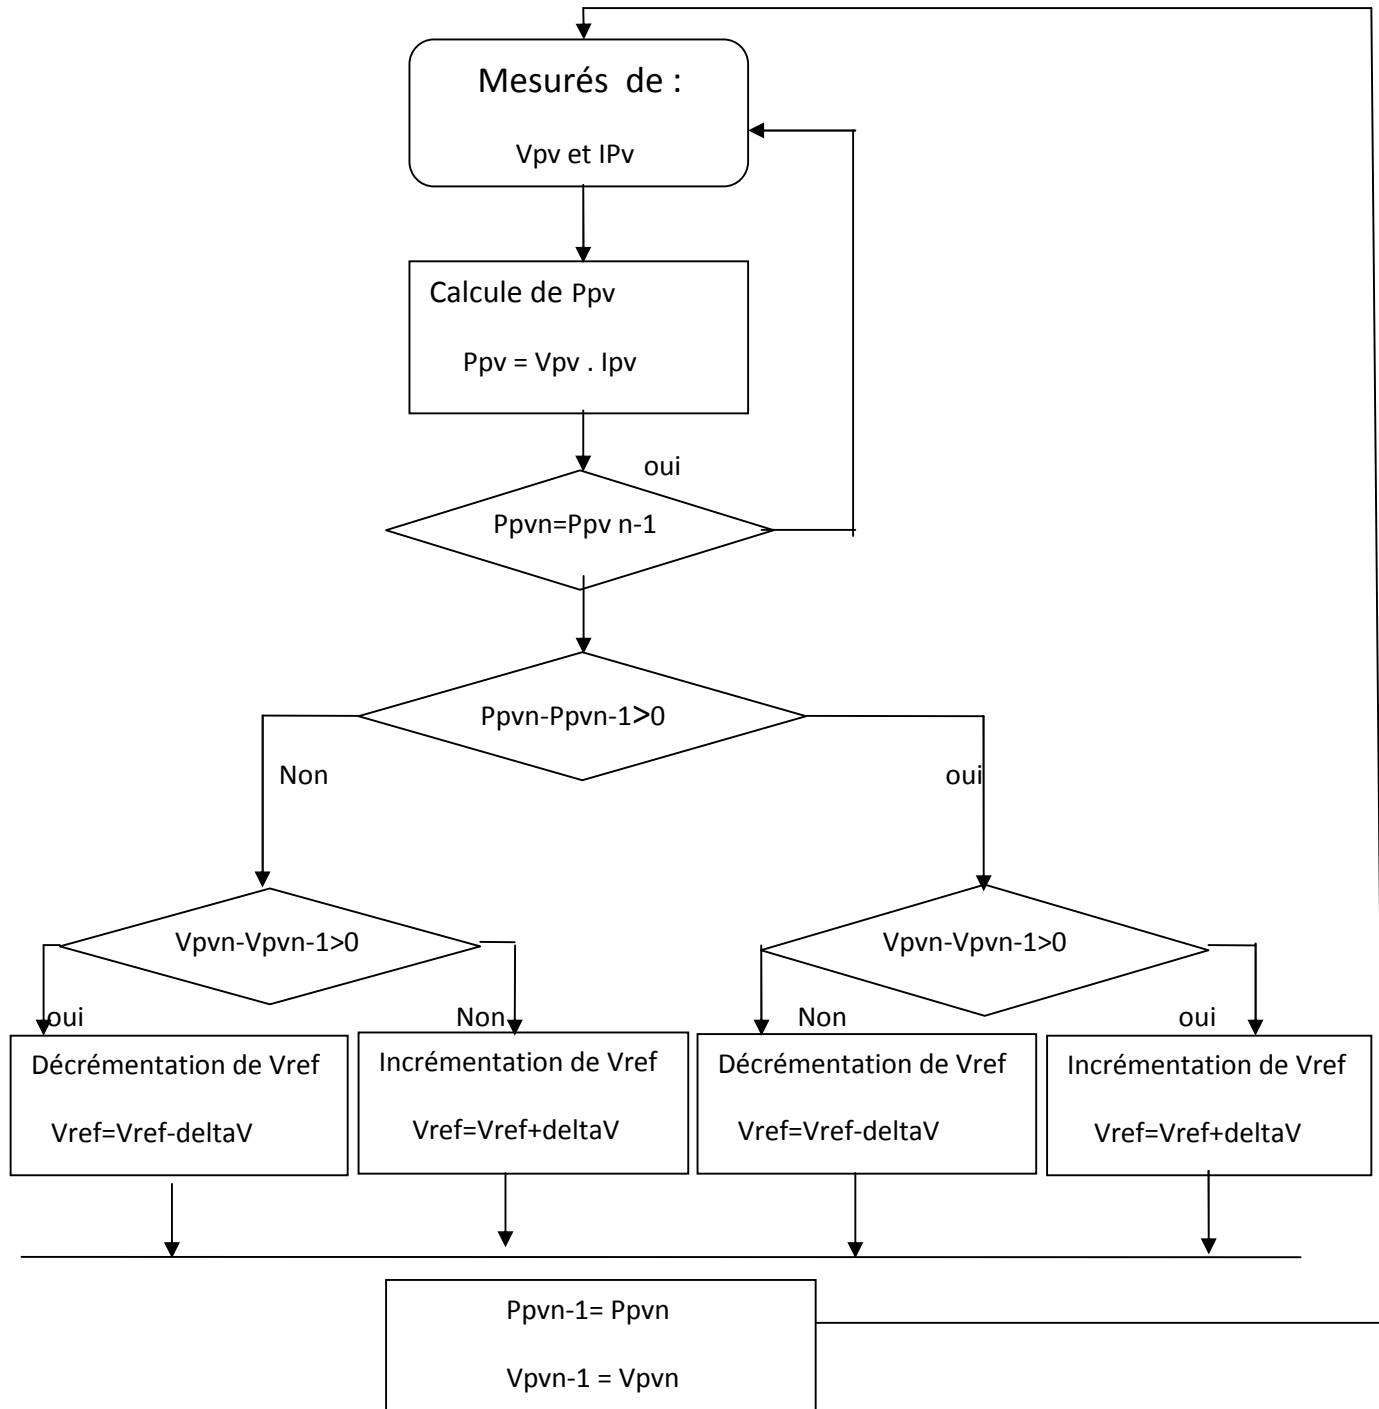 Mesurés de :
Vpv et IPv
Calcule de Ppv
Ppv = Vpv . Ipv
oui
Ppvn=Ppv n-1
Ppvn-Ppvn-1>0
Non
oui
Vpvn-Vpvn-1>0
Vpvn-Vpvn-1>0
oui
Non
Non
oui
Décrémentation de Vref
Vref=Vref-deltaV
Incrémentation de Vref
Vref=Vref+deltaV
Décrémentation de Vref
Vref=Vref-deltaV
Incrémentation de Vref
Vref=Vref+deltaV
Ppvn-1= Ppvn
Vpvn-1 = Vpvn